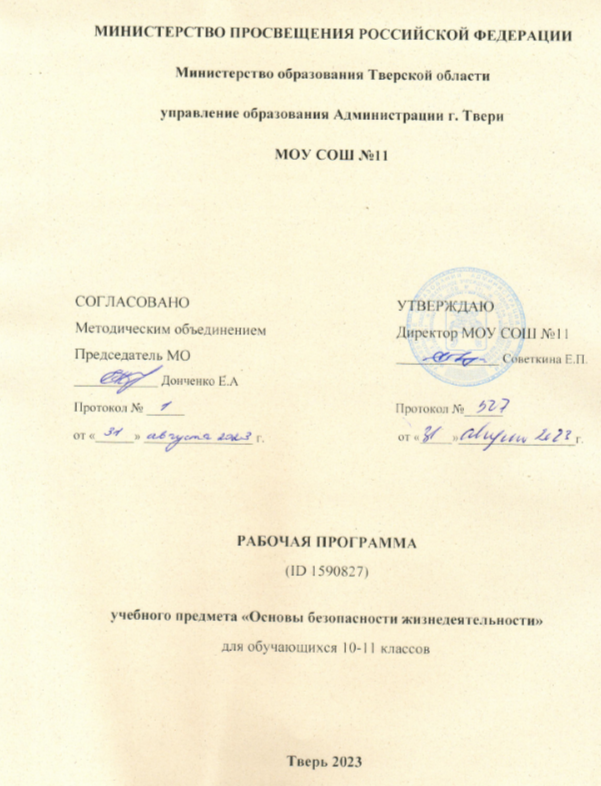 МИНИСТЕРСТВО ПРОСВЕЩЕНИЯ РОССИЙСКОЙ ФЕДЕРАЦИИ
Министерство образования Тверской области
управление образования Администрации г. Твери
МОУ СОШ №11
СОГЛАСОВАНО
Методическим объединением
Председатель МО
Донченко Е.А
Протокол № 1
от «31» августа 2023 г.
УТВЕРЖДАЮ
Директор МОУ СОШ №11
Советкина Е.П.
Протокол № 527
от «31» августа 2023 г.
РАБОЧАЯ ПРОГРАММА
(ID 1590827)
учебного предмета «Основы безопасности жизнедеятельности»
для обучающихся 10-11 классов
Тверь 2023